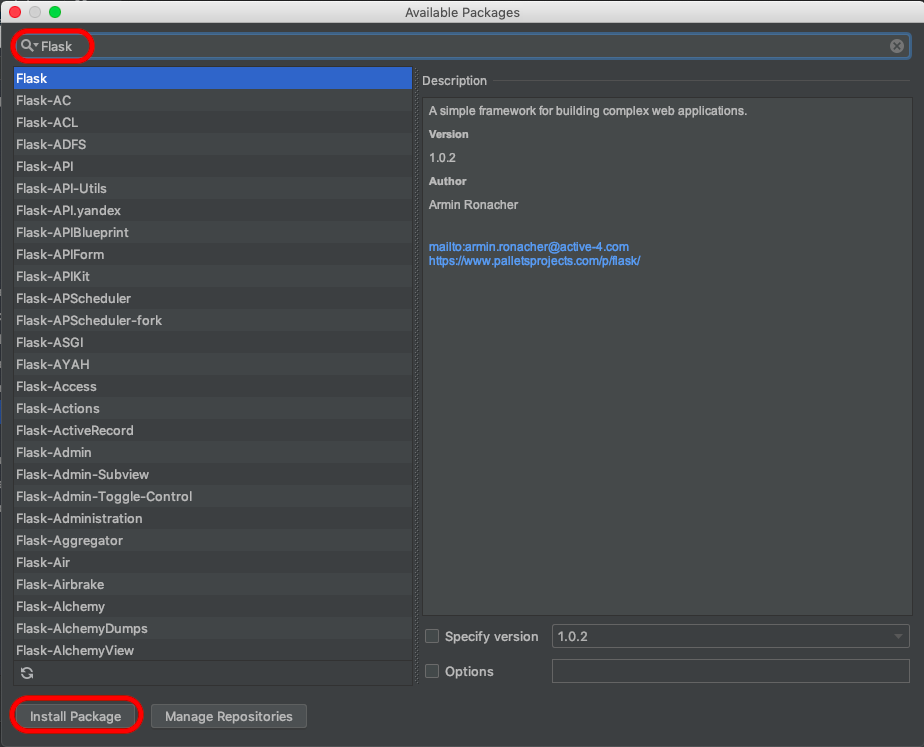 Available Packages
Flask
Flask
Flask-AC
Flask-ACL
Flask-ADFS
Flask-API
Flask-API-Utils
Flask-API.yandex
Flask-APIBlueprint
Flask-APIForm
Flask-APIKit
Flask-APScheduler
Flask-APScheduler-fork
Flask-ASGI
Flask-AYAH
Flask-Access
Flask-Actions
Flask-ActiveRecord
Flask-Admin
Flask-Admin-Subview
Flask-Admin-Toggle-Control
Flask-Administration
Flask-Aggregator
Flask-Air
Flask-Airbrake
Flask-Alchemy
Flask-AlchemyDumps
Flask-AlchemyView
Description
A simple framework for building complex web applications.
Version
1.0.2
Author
Armin Ronacher
mailto:armin.ronacher@active-4.com
https://www.palletsprojects.com/p/flask/
Specify version 1.0.2
Options
Install Package Manage Repositories